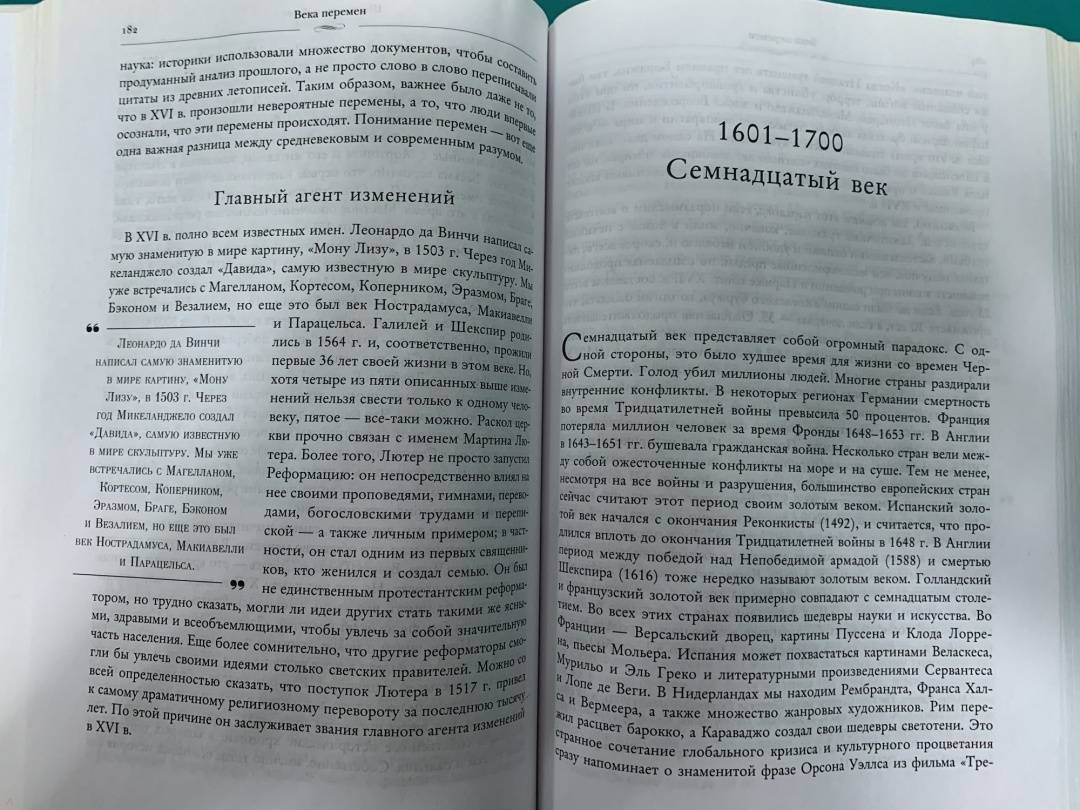 182
Века перемен
наука: историки использовали множество документов, чтобы составить
продуманный анализ прошлого, а не просто слово в слово переписывали
цитаты из древних летописей. Таким образом, важнее было даже не то,
что в XVI в. произошли невероятные перемены, а то, что люди впервые
осознали, что эти перемены происходят. Понимание перемен — вот еще
одна важная разница между средневековым и современным разумом.
Главный агент изменений
В XVI в. полно всем известных имен. Леонардо да Винчи написал са-
мую знаменитую в мире картину, «Мону Лизу», в 1503 г. Через год Ми-
келанджело создал «Давида», самую известную в мире скульптуру. Мы
уже встречались с Магелланом, Кортесом, Коперником, Эразмом, Браге,
Бэконом и Везалием, но еще это был век Нострадамуса, Макиавелли
и Парацельса. Галилей и Шекспир роди-
лись в 1564 г. и, соответственно, прожили
первые 36 лет своей жизни в этом веке. Но,
хотя четыре из пяти описанных выше изме-
нений нельзя свести только к одному чело-
веку, пятое — все-таки можно. Раскол цер-
кви прочно связан с именем Мартина Лю-
тера. Более того, Лютер не просто запустил
Реформацию: он непосредственно влиял на
нее своими проповедями, гимнами, перево-
дами, богословскими трудами и перепи-
ской — а также личным примером; в част-
ности, он стал одним из первых священни-
ков, кто женился и создал семью. Он был
не единственным протестантским реформа-
тором, но трудно сказать, могли ли идеи других стать такими же ясны-
ми, здравыми и всеобъемлющими, чтобы увлечь за собой значительную
часть населения. Еще более сомнительно, что другие реформаторы смо-
гли бы увлечь своими идеями столько светских правителей. Можно со
всей определенностью сказать, что поступок Лютера в 1517 г. привел
к самому драматичному религиозному перевороту за последнюю тысячу
лет. По этой причине он заслуживает звания главного агента изменений
в XVI в.
“
Леонардо да Винчи
написал самую знаменитую
в мире картину, «Мону
Лизу», в 1503 г. Через
год Микеланджело создал
«Давида», самую известную
в мире скульптуру. Мы уже
встречались с Магелланом,
Кортесом, Коперником,
Эразмом, Браге, Бэконом
и Везалием, но еще это был
век Нострадамуса, Макиавелли
и Парацельса.
”
1601–1700
Семнадцатый век
Семнадцатый век представляет собой огромный парадокс. С од-
ной стороны, это было худшее время для жизни со времен Чер-
ной Смерти. Голод убил миллионы людей. Многие страны раздирали
внутренние конфликты. В некоторых регионах Германии смертность
во время Тридцатилетней войны превысила 50 процентов. Франция
потеряла миллион человек за время Фронды 1648–1653 гг. В Англии
в 1643–1651 гг. бушевала гражданская война. Несколько стран вели меж-
ду собой ожесточенные конфликты на море и на суше. Тем не менее,
несмотря на все войны и разрушения, большинство европейских стран
сейчас считают этот период своим золотым веком. Испанский золо-
той век начался с окончания Реконкисты (1492), и считается, что про-
длился вплоть до окончания Тридцатилетней войны в 1648 г. В Англии
период между победой над Непобедимой армадой (1588) и смертью
Шекспира (1616) тоже нередко называют золотым веком. Голландский
и французский золотой век примерно совпадают с семнадцатым столе-
тием. Во всех этих странах появились шедевры науки и искусства. Во
Франции — Версальский дворец, картины Пуссена и Клода Лорре-
на, пьесы Мольера. Испания может похвастаться картинами Веласкеса,
Мурильо и Эль Греко и литературными произведениями Сервантеса
и Лопе де Веги. В Нидерландах мы находим Рембрандта, Франса Хал-
са и Вермеера, а также множество жанровых художников. Рим пере-
жил расцвет барокко, а Караваджо создал свои шедевры светотени. Это
странное сочетание глобального кризиса и культурного процветания
сразу напоминает о знаменитой фразе Орсона Уэллса из фильма «Тре-